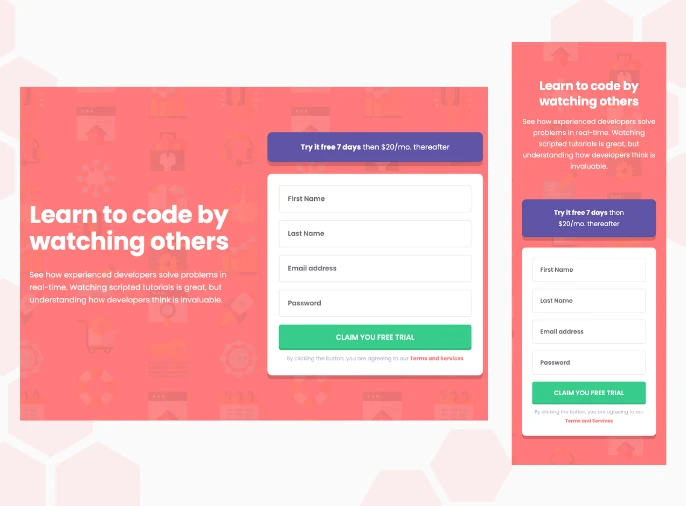 Learn to code by
watching others
See how experienced developers solve problems in
real-time. Watching scripted tutorials is great, but
understanding how developers think is invaluable.
Try it free 7 days then $20/mo. thereafter
First Name
Last Name
Email address
Password
CLAIM YOU FREE TRIAL
By clicking the button, you are agreeing to our Terms and Services
Learn to code by
watching others
See how experienced developers solve
problems in real-time. Watching
scripted tutorials is great, but
understanding how developers think is
invaluable.
Try it free 7 days then
$20/mo. thereafter
First Name
Last Name
Email address
Password
CLAIM YOU FREE TRIAL
By clicking the button, you are agreeing to our
Terms and Services